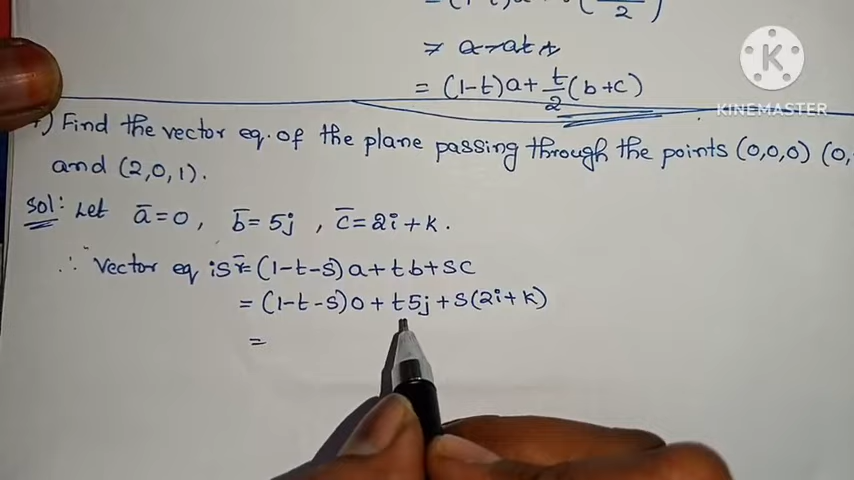 2
⇒ a→at
= (1-t)a + t/2 (b+c)
KINEMASTER
) Find the vector eq. of the plane passing through the points (0,0,0) (0,
and (2,0,1).
Sol: Let a̅ = 0, b̅ = 5j, c̅ = 2i + k.
∴ Vector eq is r̅ = (1-t-s)a + tb + sc
= (1-t-s)0 + t5j + s(2i+k)
=